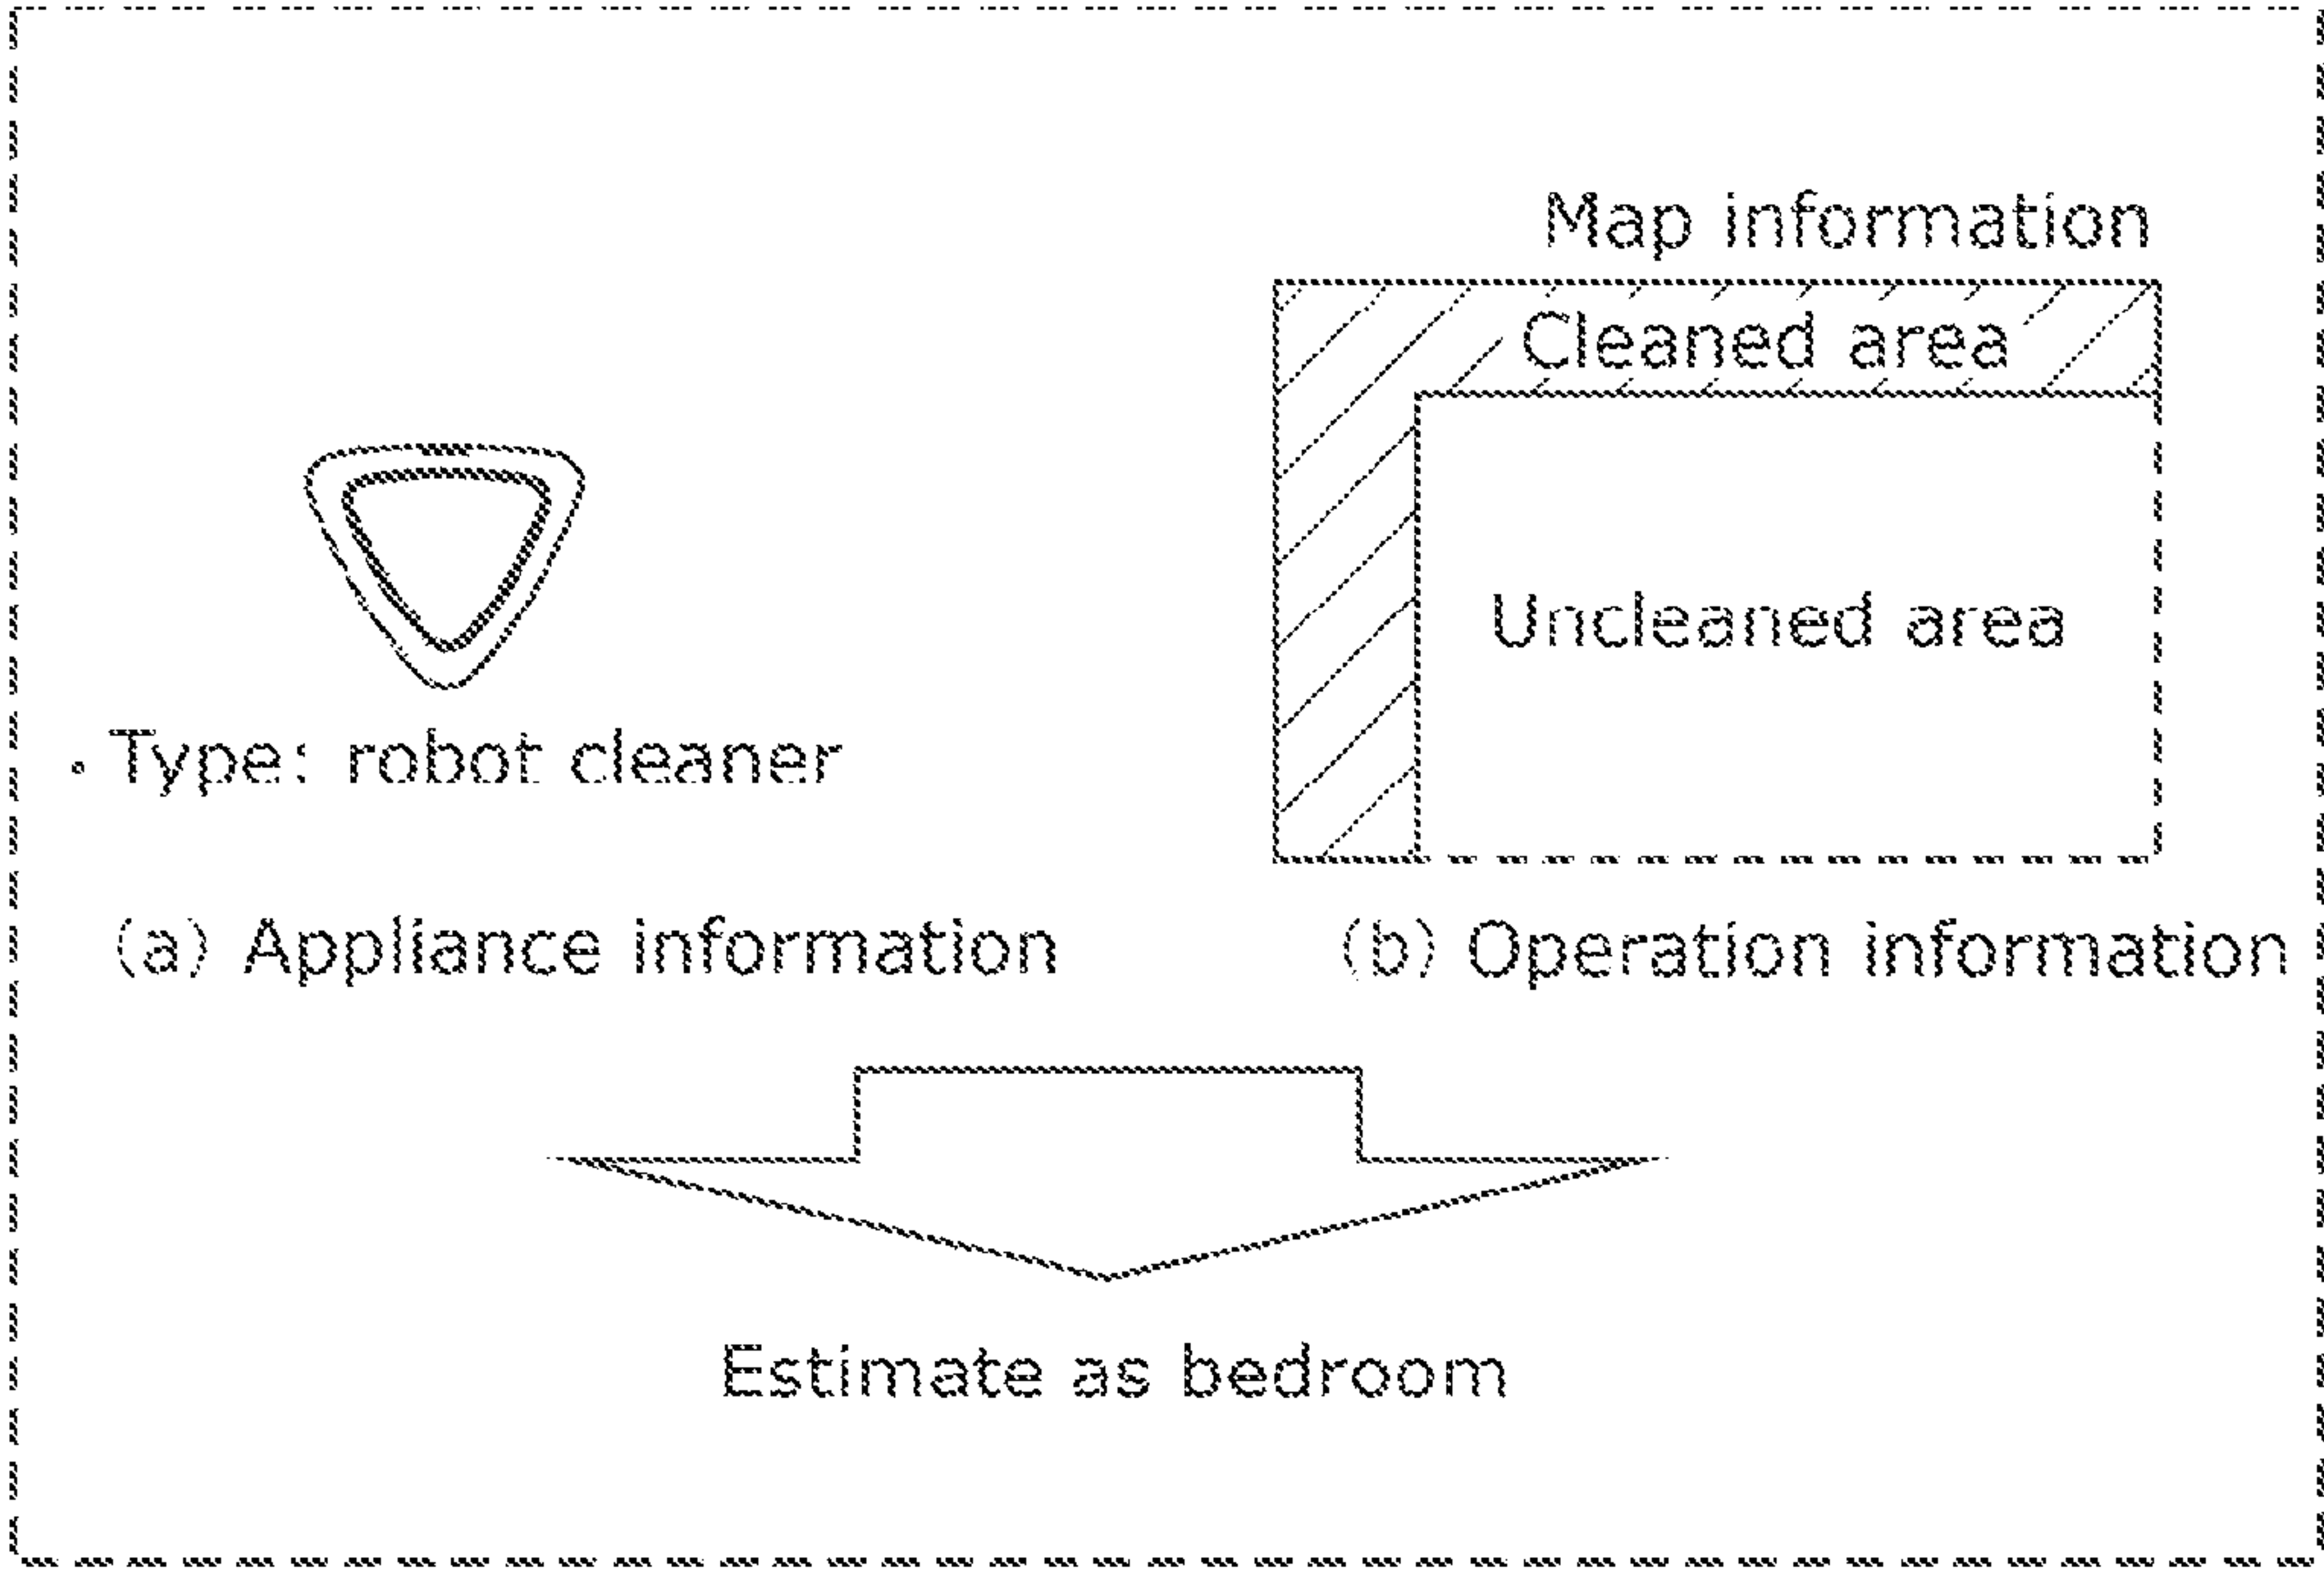 Map information
Cleaned area
Uncleaned area
・Type: robot cleaner
(a) Appliance information
(b) Operation information
Estimate as bedroom